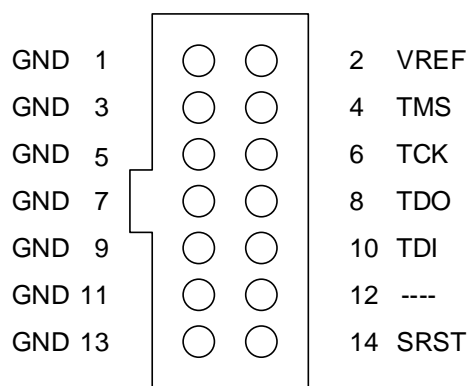 GND 1 2 VREF
GND 3 4 TMS
GND 5 6 TCK
GND 7 8 TDO
GND 9 10 TDI
GND 11 12 ----
GND 13 14 SRST